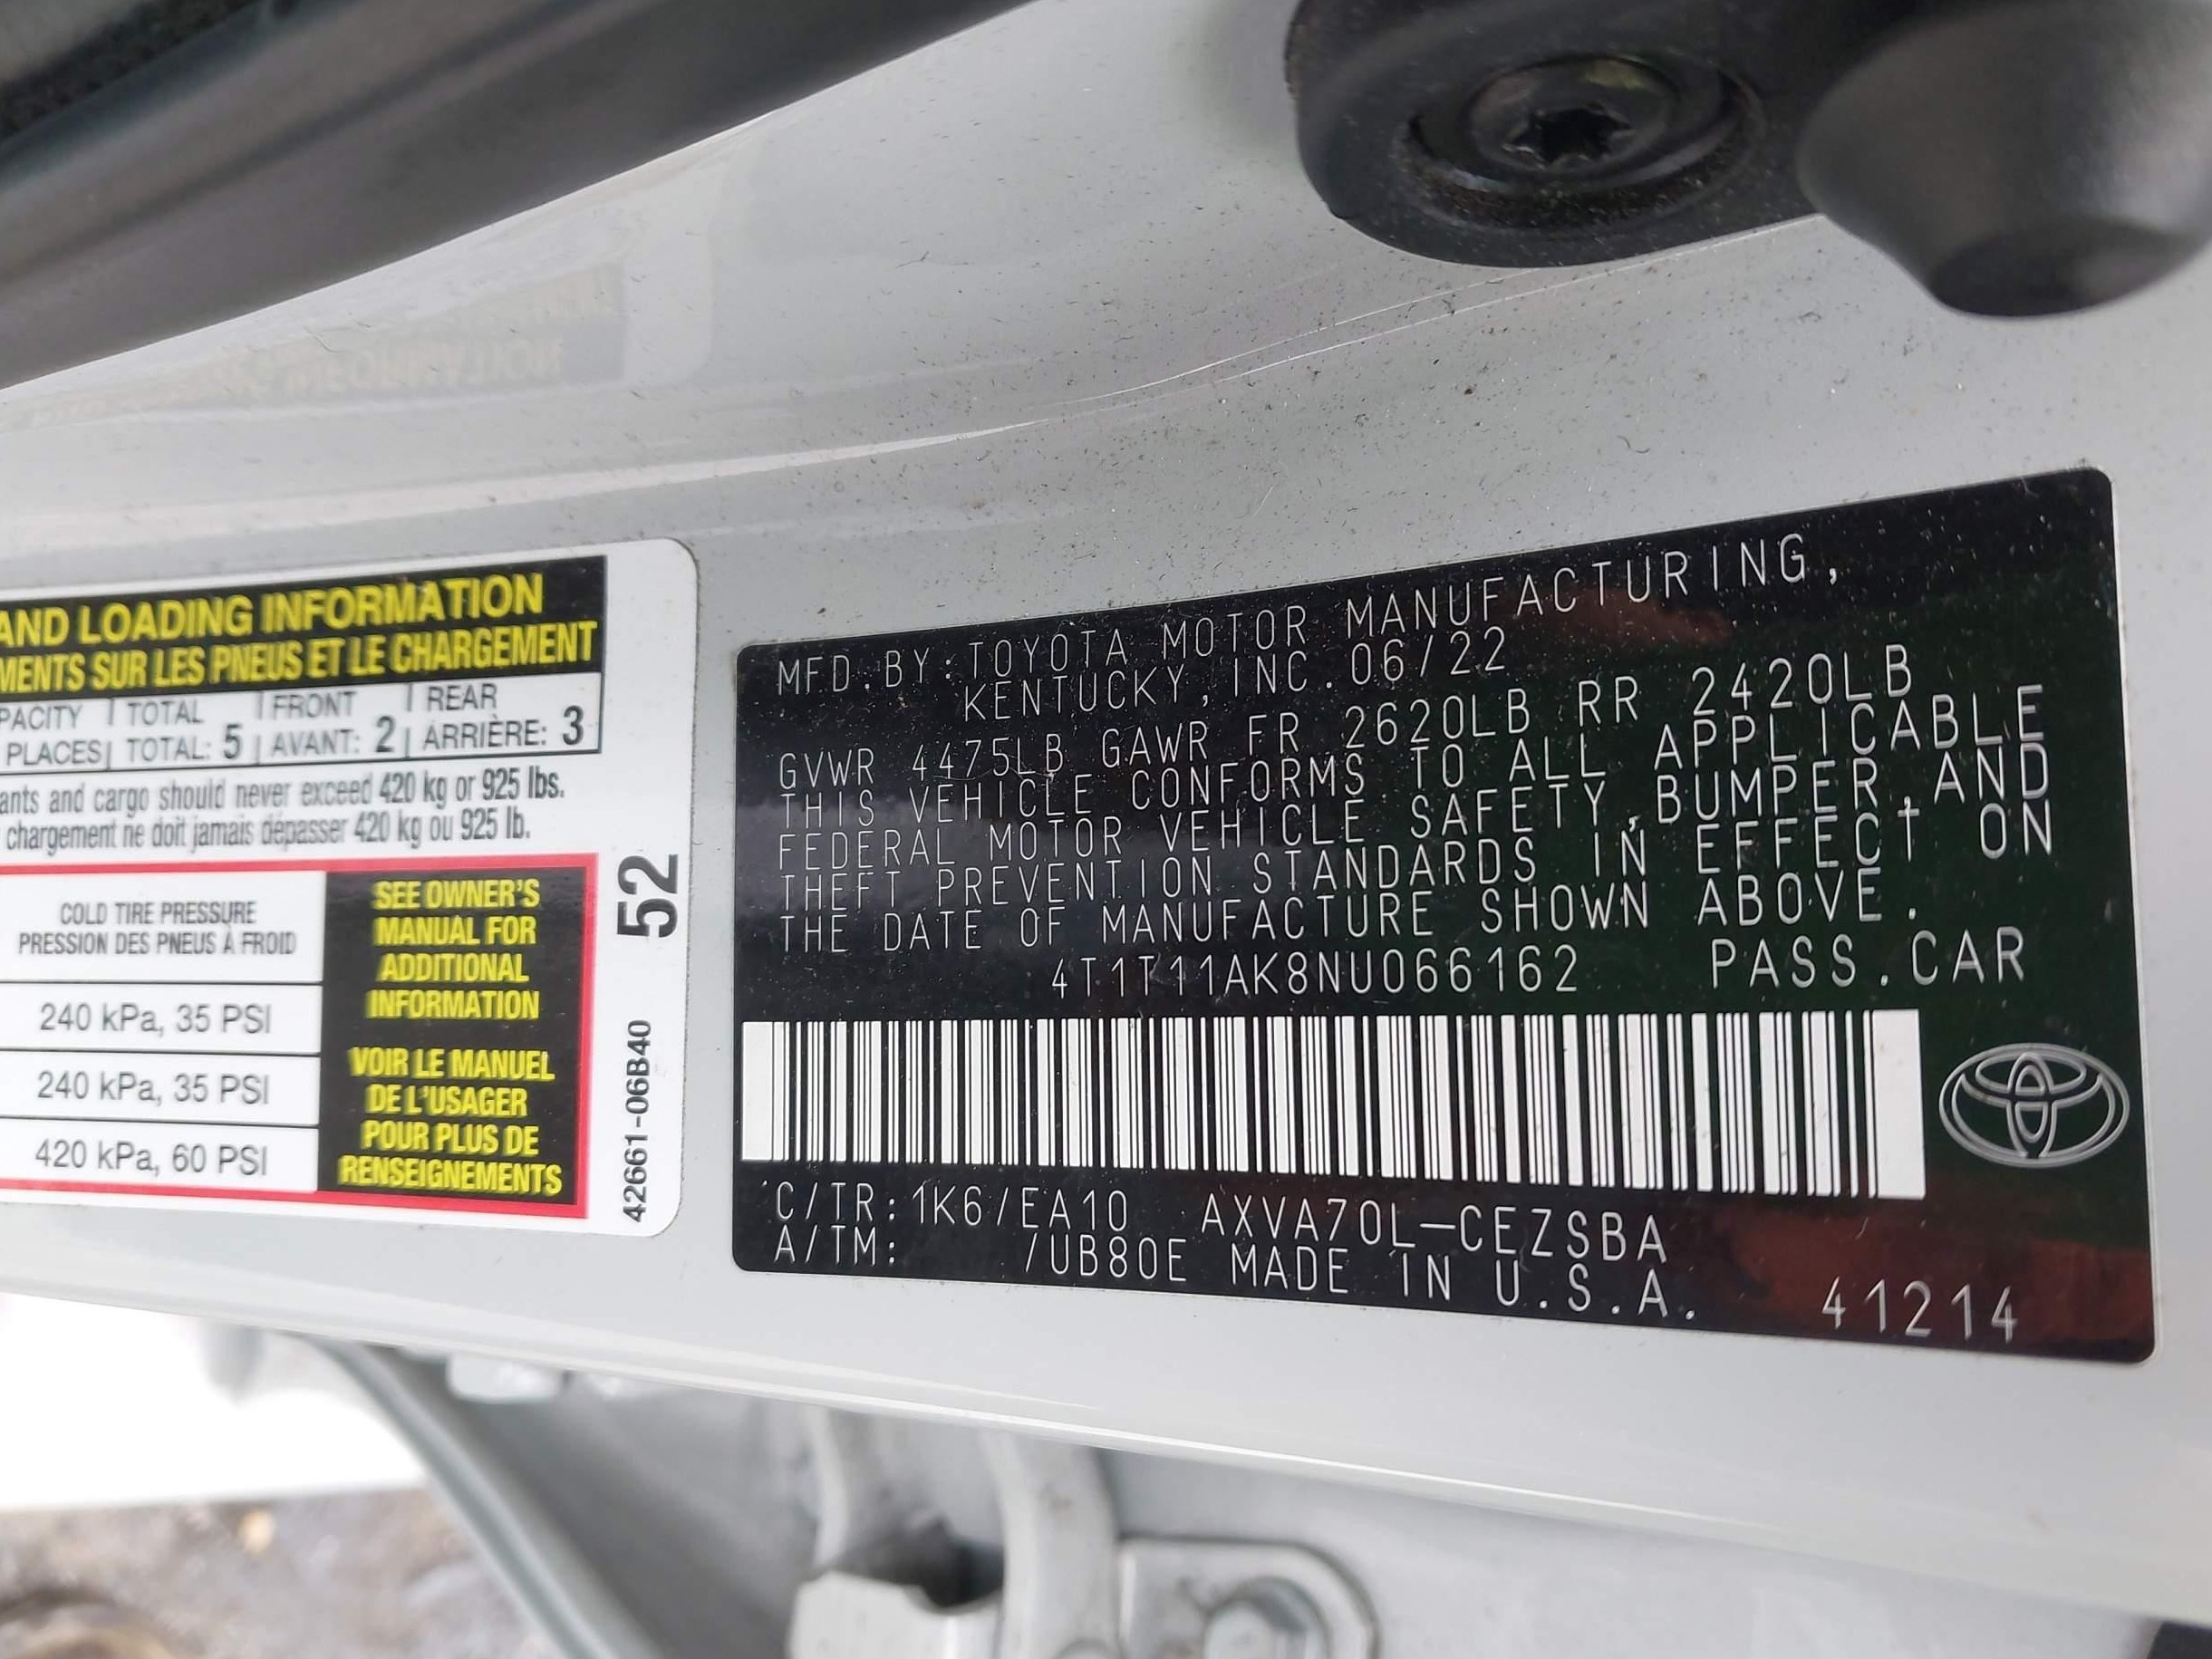 AND LOADING INFORMATION
MENTS SUR LES PNEUS ET LE CHARGEMENT
PACITY TOTAL FRONT REAR
PLACES TOTAL: 5 AVANT: 2 ARRIÈRE: 3
ants and cargo should never exceed 420 kg or 925 lbs.
chargement ne doit jamais dépasser 420 kg ou 925 lb.
COLD TIRE PRESSURE
PRESSION DES PNEUS À FROID
240 kPa, 35 PSI
240 kPa, 35 PSI
420 kPa, 60 PSI
SEE OWNER'S
MANUAL FOR
ADDITIONAL
INFORMATION
VOIR LE MANUEL
DE L'USAGER
POUR PLUS DE
RENSEIGNEMENTS
52
42661-06B40
MFD.BY:TOYOTA MOTOR MANUFACTURING,
KENTUCKY,INC.06/22
GVWR 4475LB GAWR FR 2620LB RR 2420LB
THIS VEHICLE CONFORMS TO ALL APPLICABLE
FEDERAL MOTOR VEHICLE SAFETY,BUMPER,AND
THEFT PREVENTION STANDARDS IN EFFECT ON
THE DATE OF MANUFACTURE SHOWN ABOVE.
4T1T11AK8NU066162 PASS.CAR
C/TR:1K6/EA10 AXVA70L-CEZSBA
A/TM: /UB80E MADE IN U.S.A. 41214